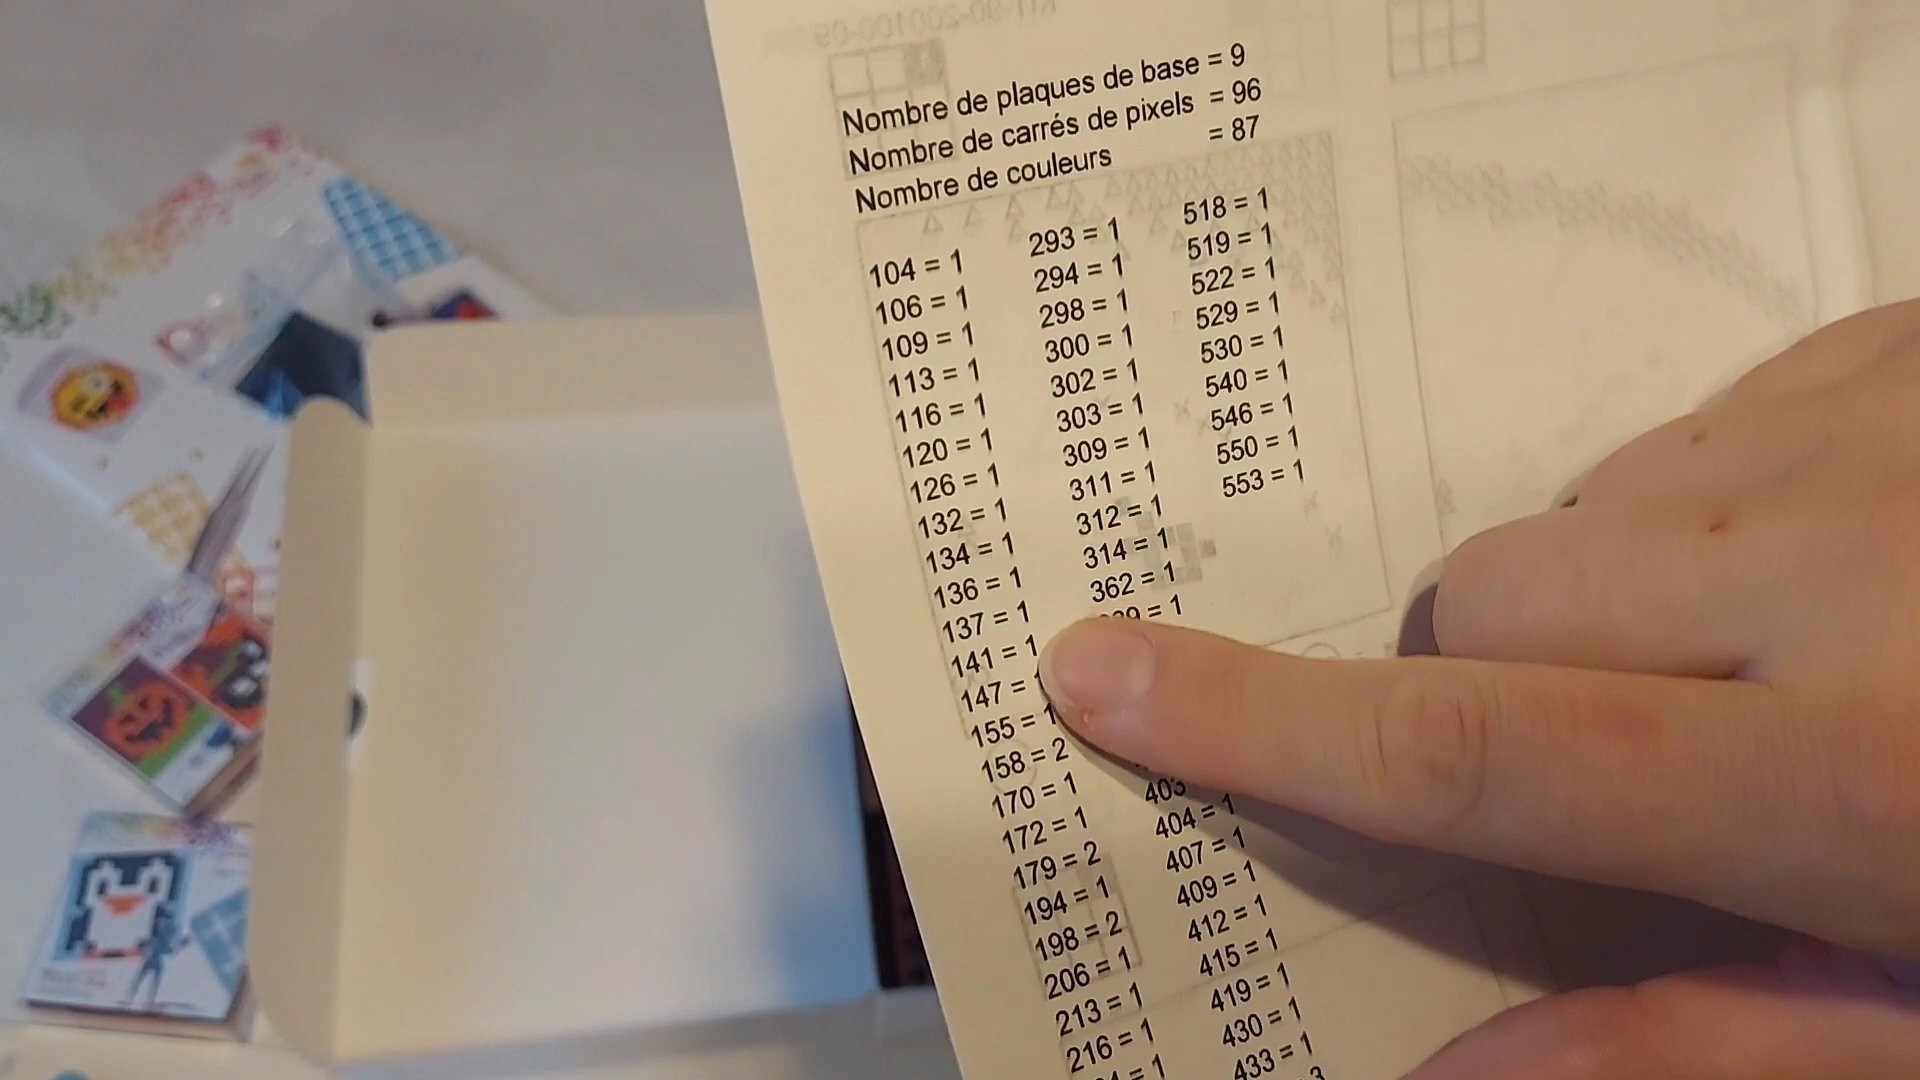 Nombre de plaques de base = 9
Nombre de carrés de pixels = 96
Nombre de couleurs = 87
104 = 1
106 = 1
109 = 1
113 = 1
116 = 1
120 = 1
126 = 1
132 = 1
134 = 1
136 = 1
137 = 1
141 = 1
147 =
155 = 1
158 = 2
170 = 1
172 = 1
179 = 2
194 = 1
198 = 2
206 = 1
213 = 1
216 = 1
= 1
293 = 1
294 = 1
298 = 1
300 = 1
302 = 1
303 = 1
309 = 1
311 = 1
312 = 1
314 = 1
362 = 1
= 1
403
404 = 1
407 = 1
409 = 1
412 = 1
415 = 1
419 = 1
430 = 1
433 = 1
3
518 = 1
519 = 1
522 = 1
529 = 1
530 = 1
540 = 1
546 = 1
550 = 1
553 = 1